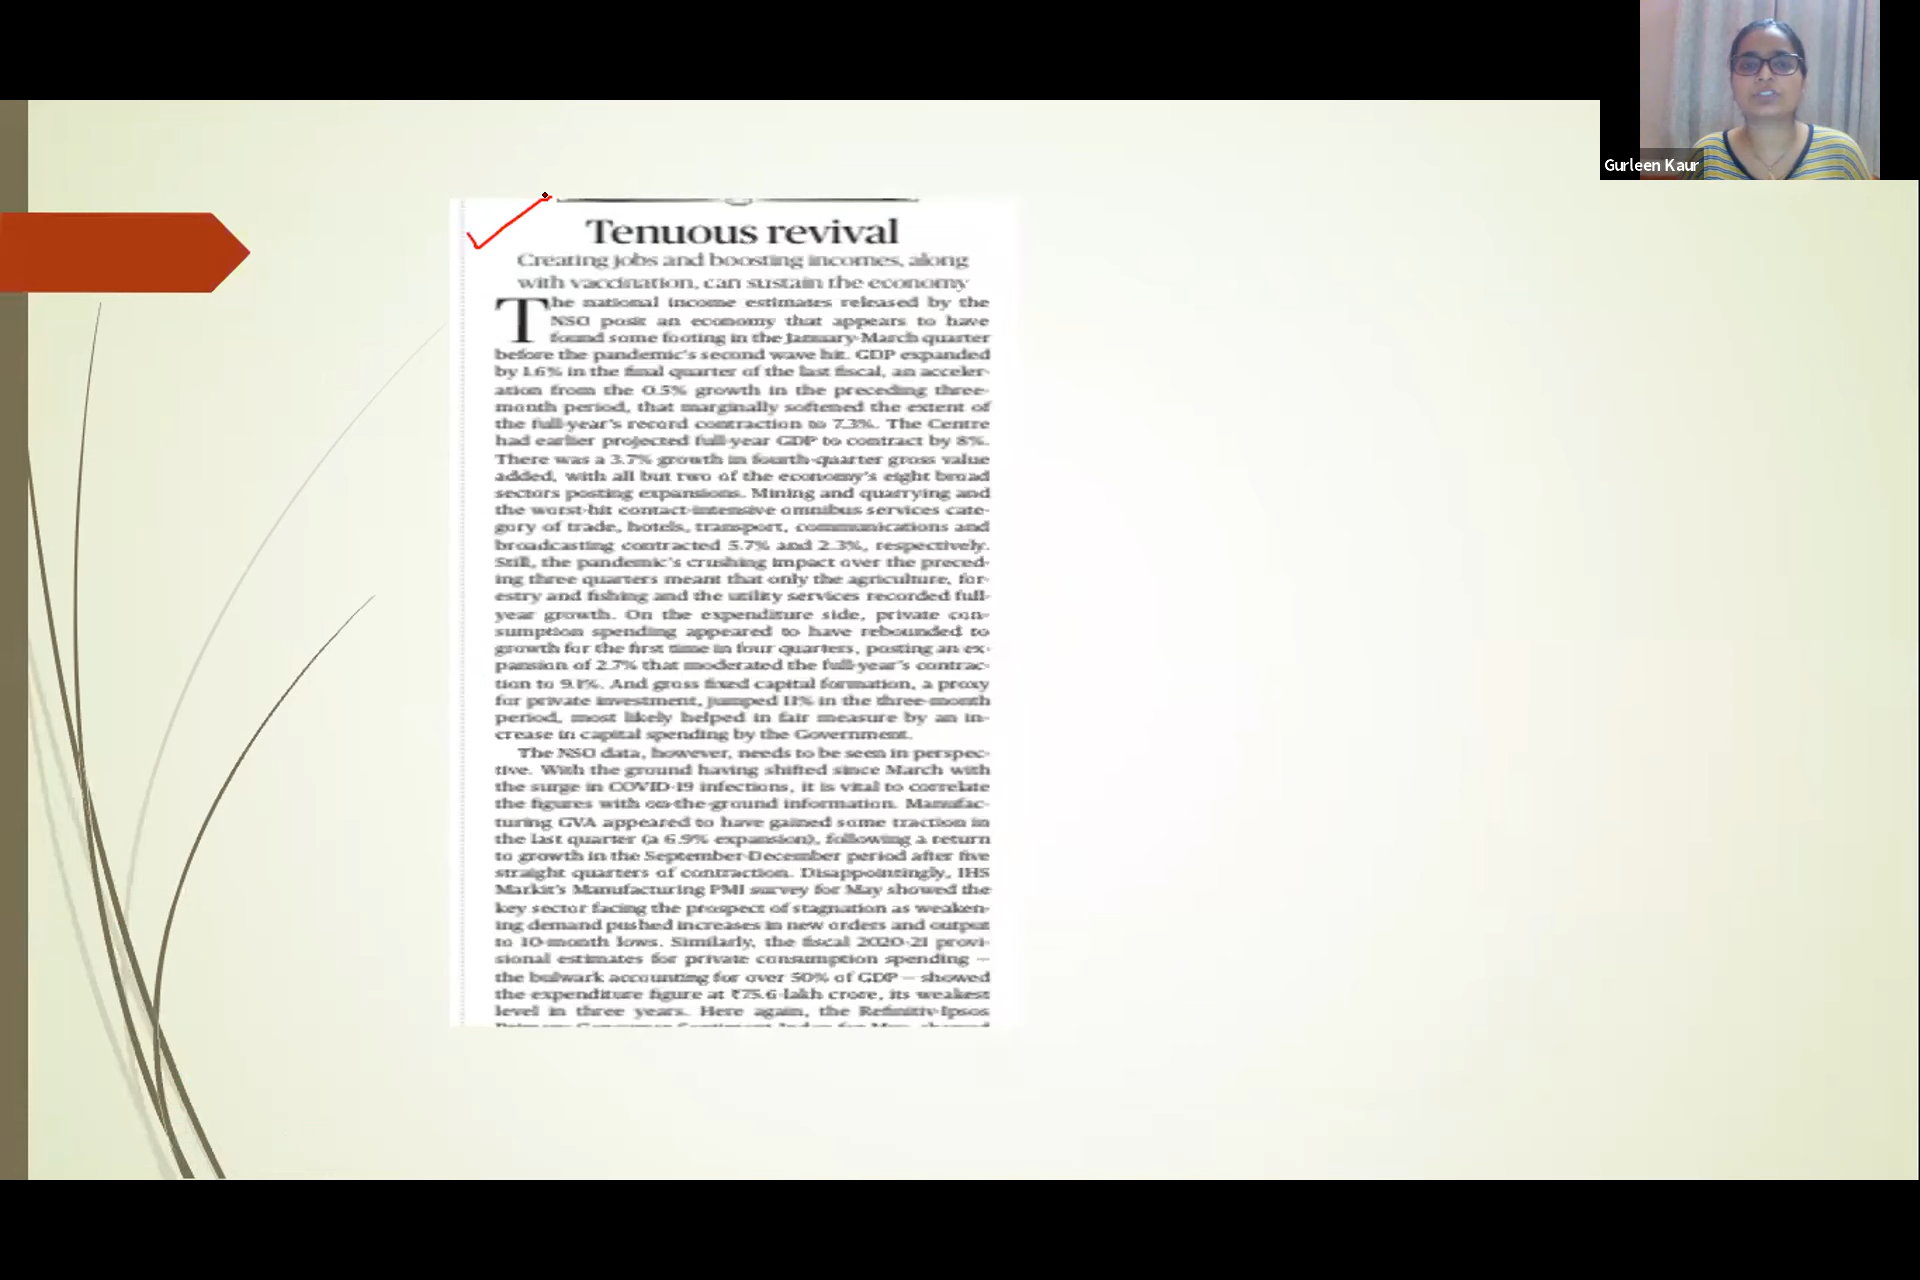 Gurleen Kaur
Tenuous revival
Creating jobs and boosting incomes, along
with vaccination, can sustain the economy
The national income estimates released by the
NSO posit an economy that appears to have
found some footing in the January-March quarter
before the pandemic's second wave hit. GDP expanded
by 1.6% in the final quarter of the last fiscal, an acceler-
ation from the 0.5% growth in the preceding three-
month period, that marginally softened the extent of
the full-year's record contraction to 7.3%. The Centre
had earlier projected full-year GDP to contract by 8%.
There was a 3.7% growth in fourth-quarter gross value
added, with all but two of the economy's eight broad
sectors posting expansions. Mining and quarrying and
the worst-hit contact-intensive omnibus services cate-
gory of trade, hotels, transport, communications and
broadcasting contracted 5.7% and 2.3%, respectively.
Still, the pandemic's crushing impact over the preced-
ing three quarters meant that only the agriculture, for-
estry and fishing and the utility services recorded full-
year growth. On the expenditure side, private con-
sumption spending appeared to have rebounded to
growth for the first time in four quarters, posting an ex-
pansion of 2.7% that moderated the full-year's contrac-
tion to 9.1%. And gross fixed capital formation, a proxy
for private investment, jumped 11% in the three-month
period, most likely helped in fair measure by an in-
crease in capital spending by the Government.
The NSO data, however, needs to be seen in perspec-
tive. With the ground having shifted since March with
the surge in COVID-19 infections, it is vital to correlate
the figures with on-the-ground information. Manufac-
turing GVA appeared to have gained some traction in
the last quarter (a 6.9% expansion), following a return
to growth in the September-December period after five
straight quarters of contraction. Disappointingly, IHS
Markit's Manufacturing PMI survey for May showed the
key sector facing the prospect of stagnation as weaken-
ing demand pushed increases in new orders and output
to 10-month lows. Similarly, the fiscal 2020-21 provi-
sional estimates for private consumption spending —
the bulwark accounting for over 50% of GDP — showed
the expenditure figure at ₹75.6-lakh crore, its weakest
level in three years. Here again, the Refinitiv-Ipsos